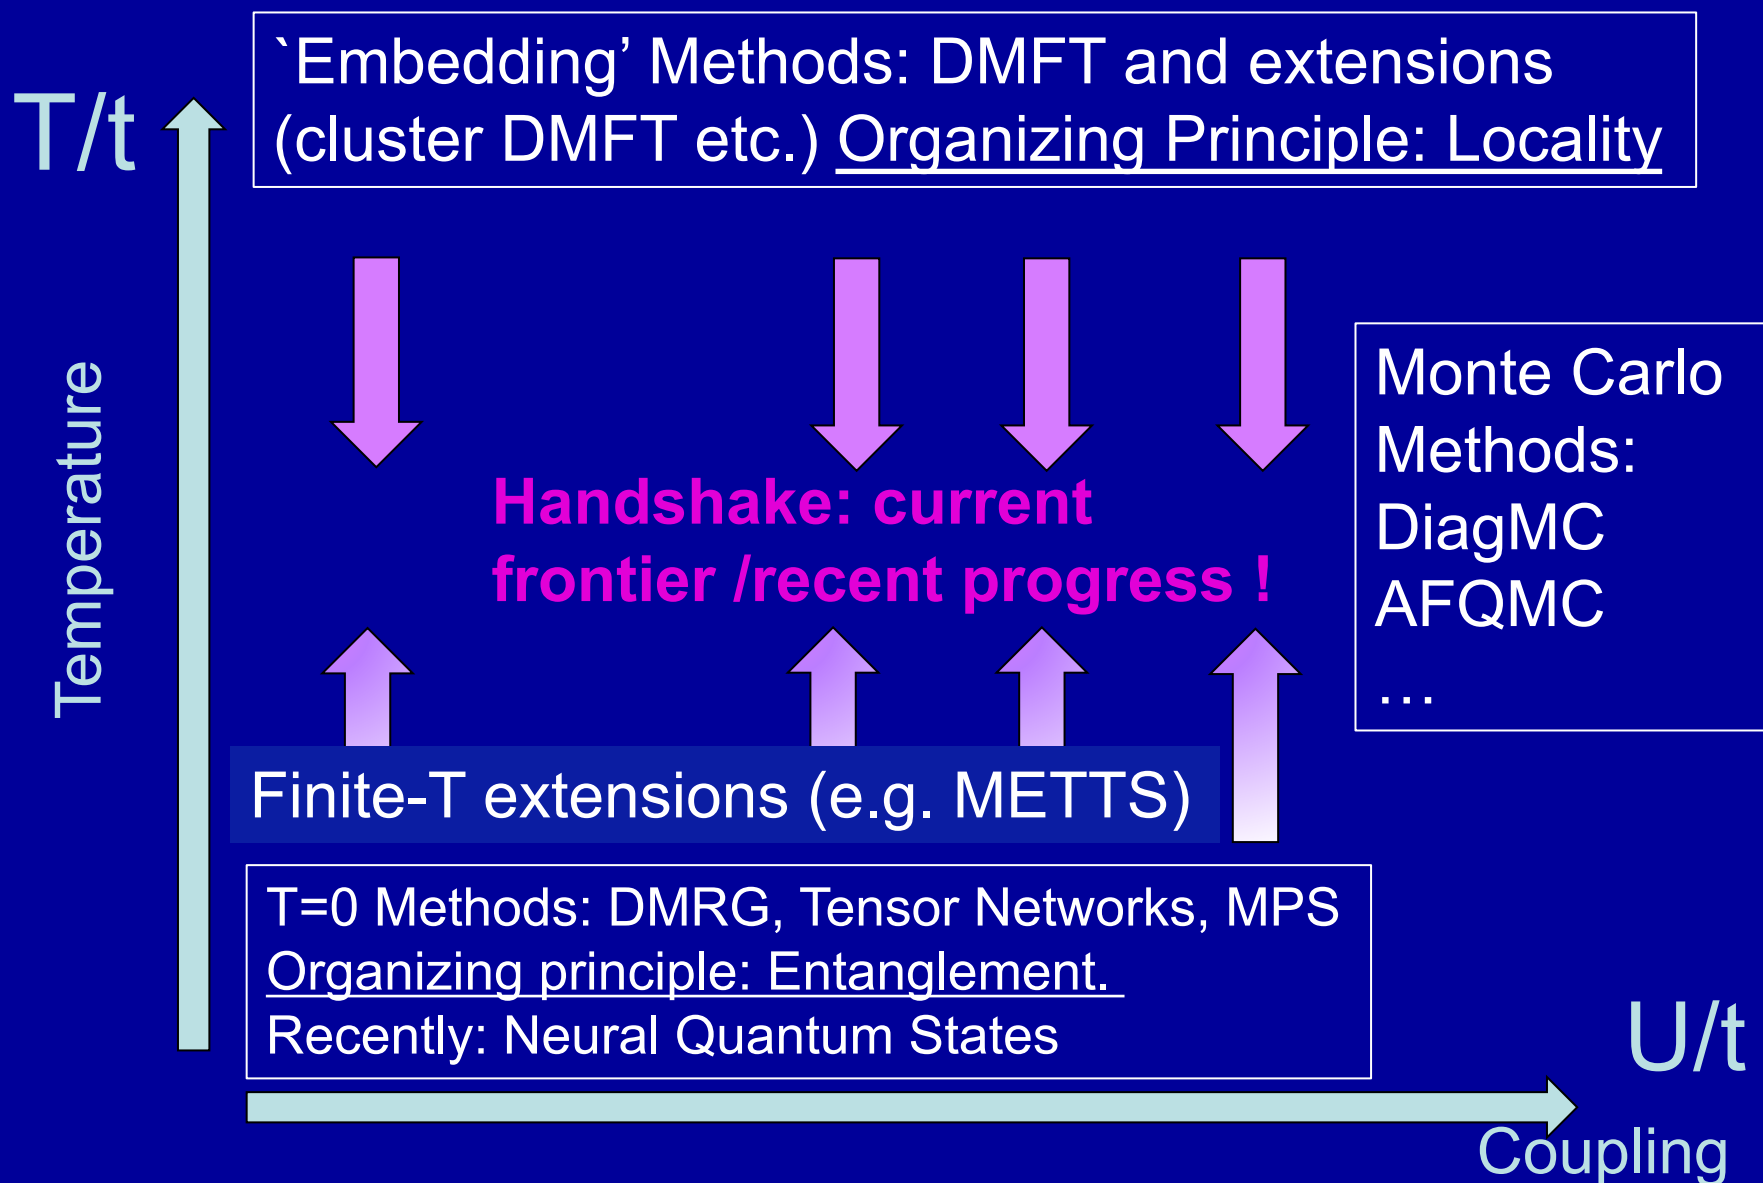 `Embedding’ Methods: DMFT and extensions
(cluster DMFT etc.) Organizing Principle: Locality
T/t
Temperature
Handshake: current
frontier /recent progress !
Monte Carlo
Methods:
DiagMC
AFQMC
…
Finite-T extensions (e.g. METTS)
T=0 Methods: DMRG, Tensor Networks, MPS
Organizing principle: Entanglement.
Recently: Neural Quantum States
U/t
Coupling